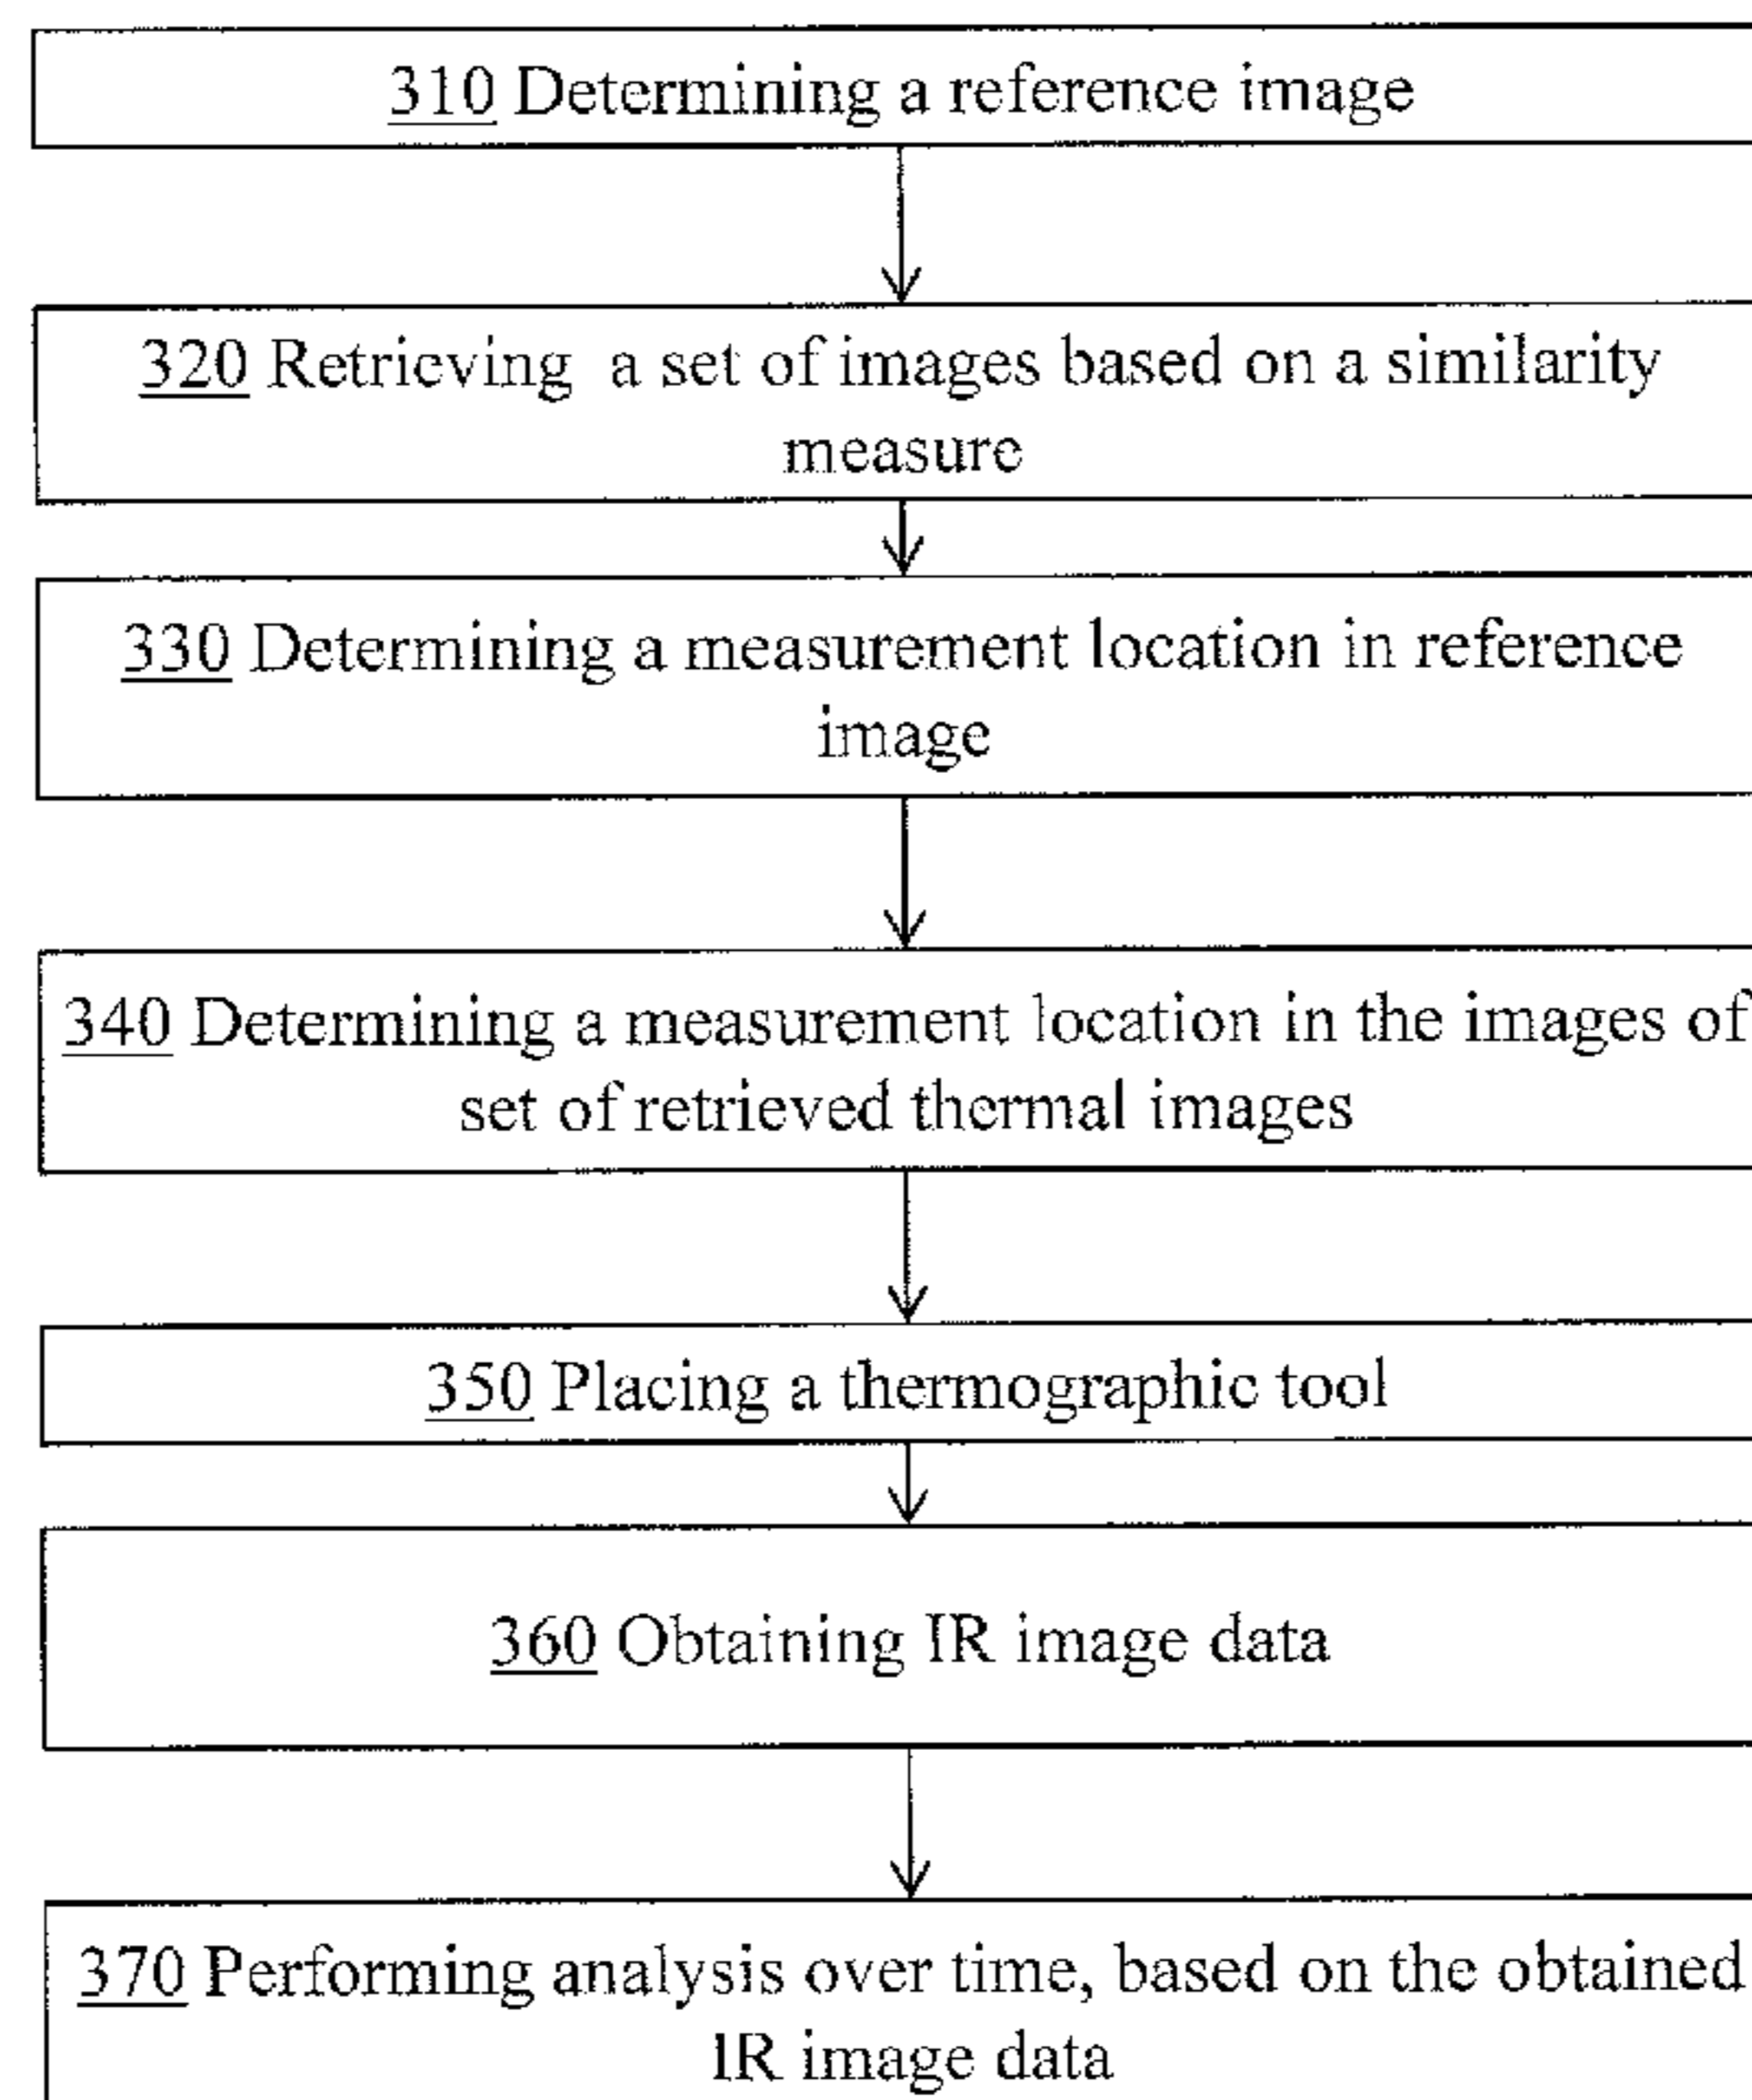 310 Determining a reference image
320 Retrieving a set of images based on a similarity
measure
330 Determining a measurement location in reference
image
340 Determining a measurement location in the images of
set of retrieved thermal images
350 Placing a thermographic tool
360 Obtaining IR image data
370 Performing analysis over time, based on the obtained
IR image data